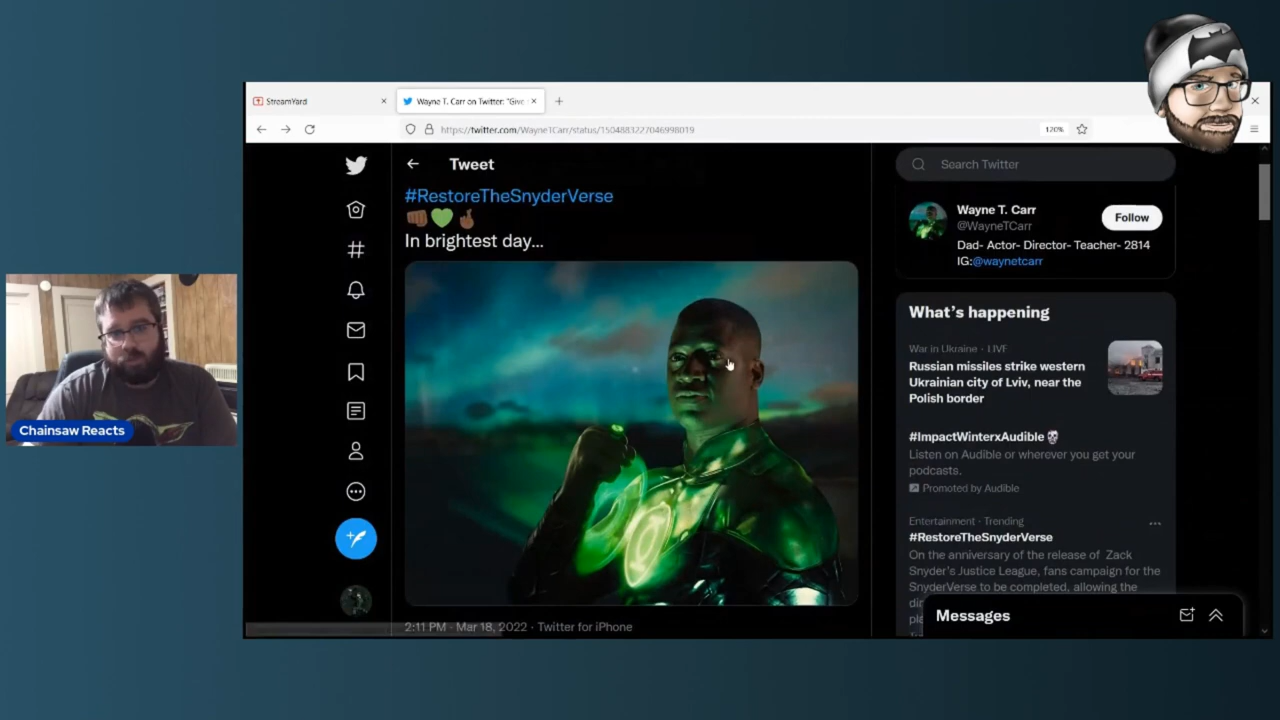 StreamYard
Wayne T. Carr on Twitter: "Give
https://twitter.com/WayneTCarr/status/1504883227046998019
120%
Tweet
#RestoreTheSnyderVerse
In brightest day...
2:11 PM · Mar 18, 2022 · Twitter for iPhone
Search Twitter
Wayne T. Carr
@WayneTCarr
Follow
Dad- Actor- Director- Teacher- 2814
IG:@waynetcarr
What's happening
War in Ukraine · LIVE
Russian missiles strike western
Ukrainian city of Lviv, near the
Polish border
#ImpactWinterxAudible
Listen on Audible or wherever you get your
podcasts.
Promoted by Audible
Entertainment · Trending
#RestoreTheSnyderVerse
On the anniversary of the release of Zack
Snyder's Justice League, fans campaign for the
SnyderVerse to be completed, allowing the
Messages
Chainsaw Reacts